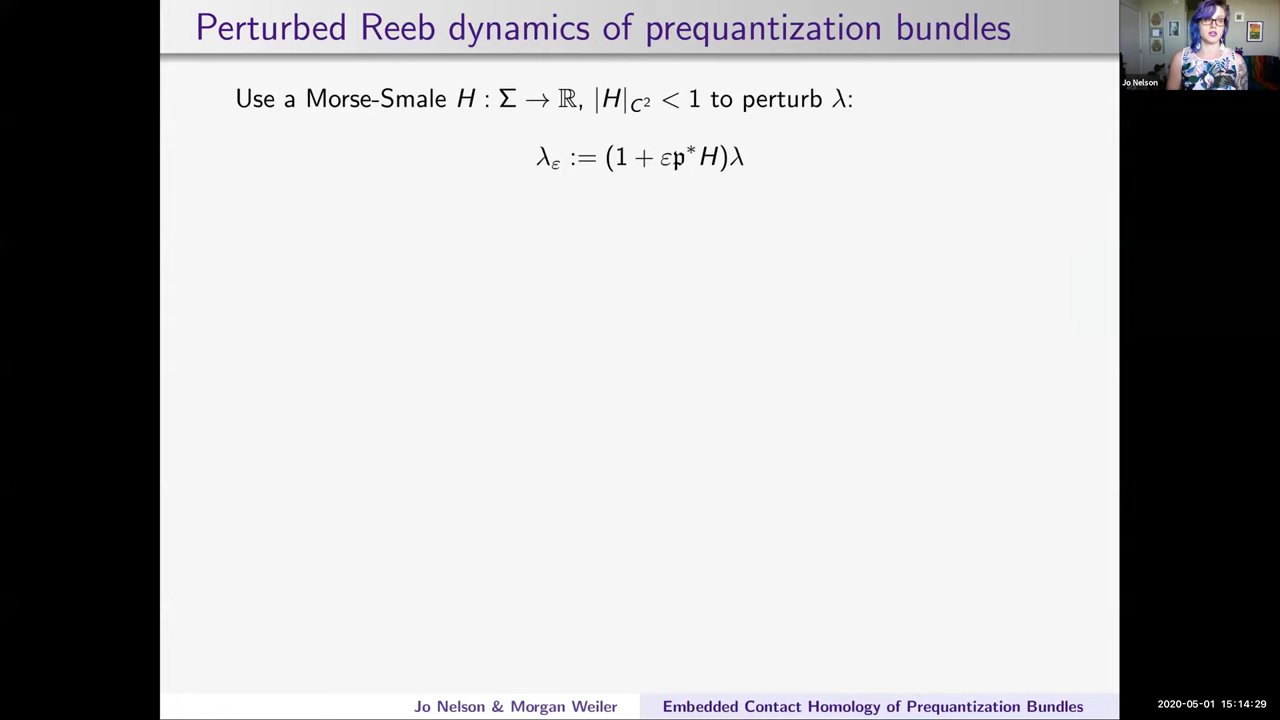 Perturbed Reeb dynamics of prequantization bundles
Jo Nelson
Use a Morse-Smale H : Σ → ℝ, |H|_{C²} < 1 to perturb λ:
λ_ε := (1 + ε𝔭*H)λ
Jo Nelson & Morgan Weiler
Embedded Contact Homology of Prequantization Bundles
2020-05-01 15:14:29